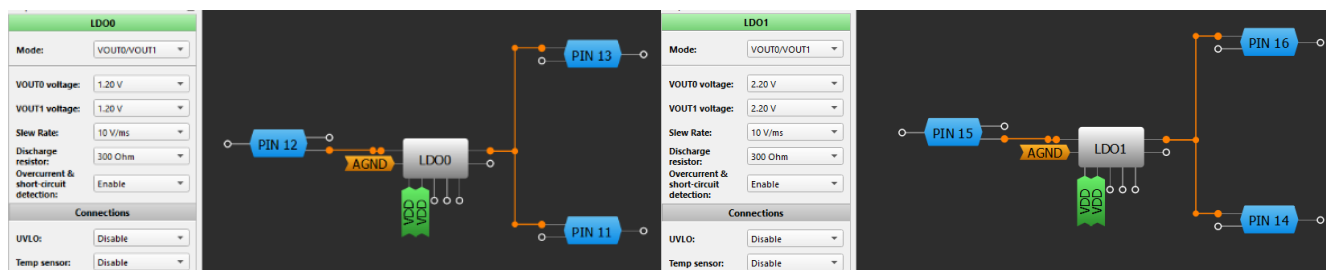 LDO0
Mode: VOUT0/VOUT1
VOUT0 voltage: 1.20 V
VOUT1 voltage: 1.20 V
Slew Rate: 10 V/ms
Discharge
resistor: 300 Ohm
Overcurrent &
short-circuit
detection: Enable
Connections
UVLO: Disable
Temp sensor: Disable
PIN 13
PIN 12
AGND
LDO0
VDD
VDD
PIN 11
LDO1
Mode: VOUT0/VOUT1
VOUT0 voltage: 2.20 V
VOUT1 voltage: 2.20 V
Slew Rate: 10 V/ms
Discharge
resistor: 300 Ohm
Overcurrent &
short-circuit
detection: Enable
Connections
UVLO: Disable
Temp sensor: Disable
PIN 16
PIN 15
AGND
LDO1
VDD
VDD
PIN 14